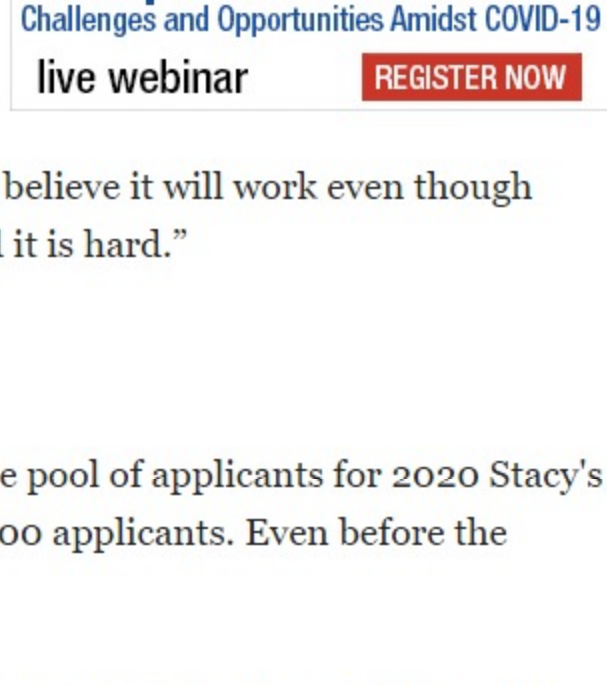 Challenges and Opportunities Amidst COVID-19
live webinar
REGISTER NOW
believe it will work even though
it is hard.”
e pool of applicants for 2020 Stacy's
00 applicants. Even before the